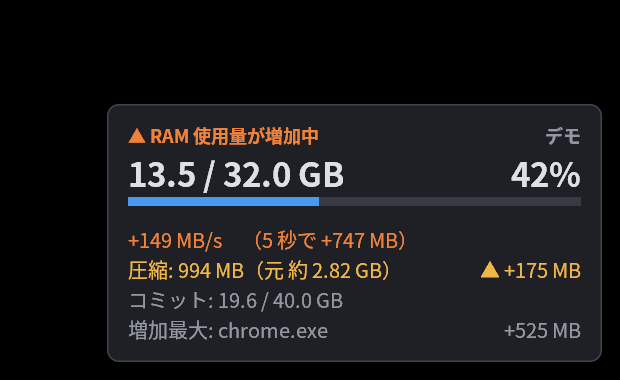 ▲ RAM 使用量が増加中 デモ
13.5 / 32.0 GB 42%
+149 MB/s （5 秒で +747 MB）
圧縮: 994 MB（元 約 2.82 GB） ▲ +175 MB
コミット: 19.6 / 40.0 GB
増加最大: chrome.exe +525 MB